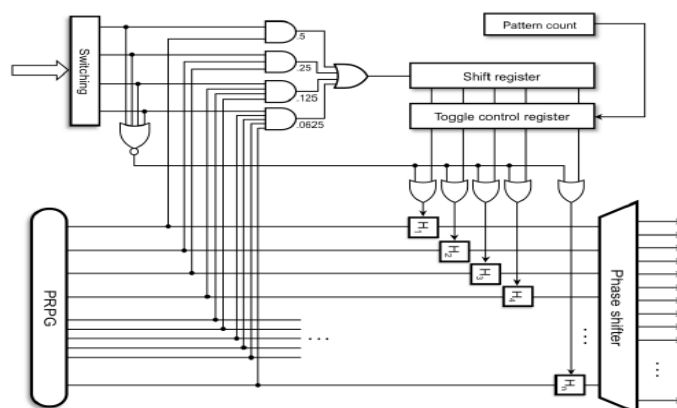 Switching
.5
.25
.125
.0625
Pattern count
Shift register
Toggle control register
PRPG
H1
H2
H3
H4
Hn
Phase shifter
. . .
. . .
. . .